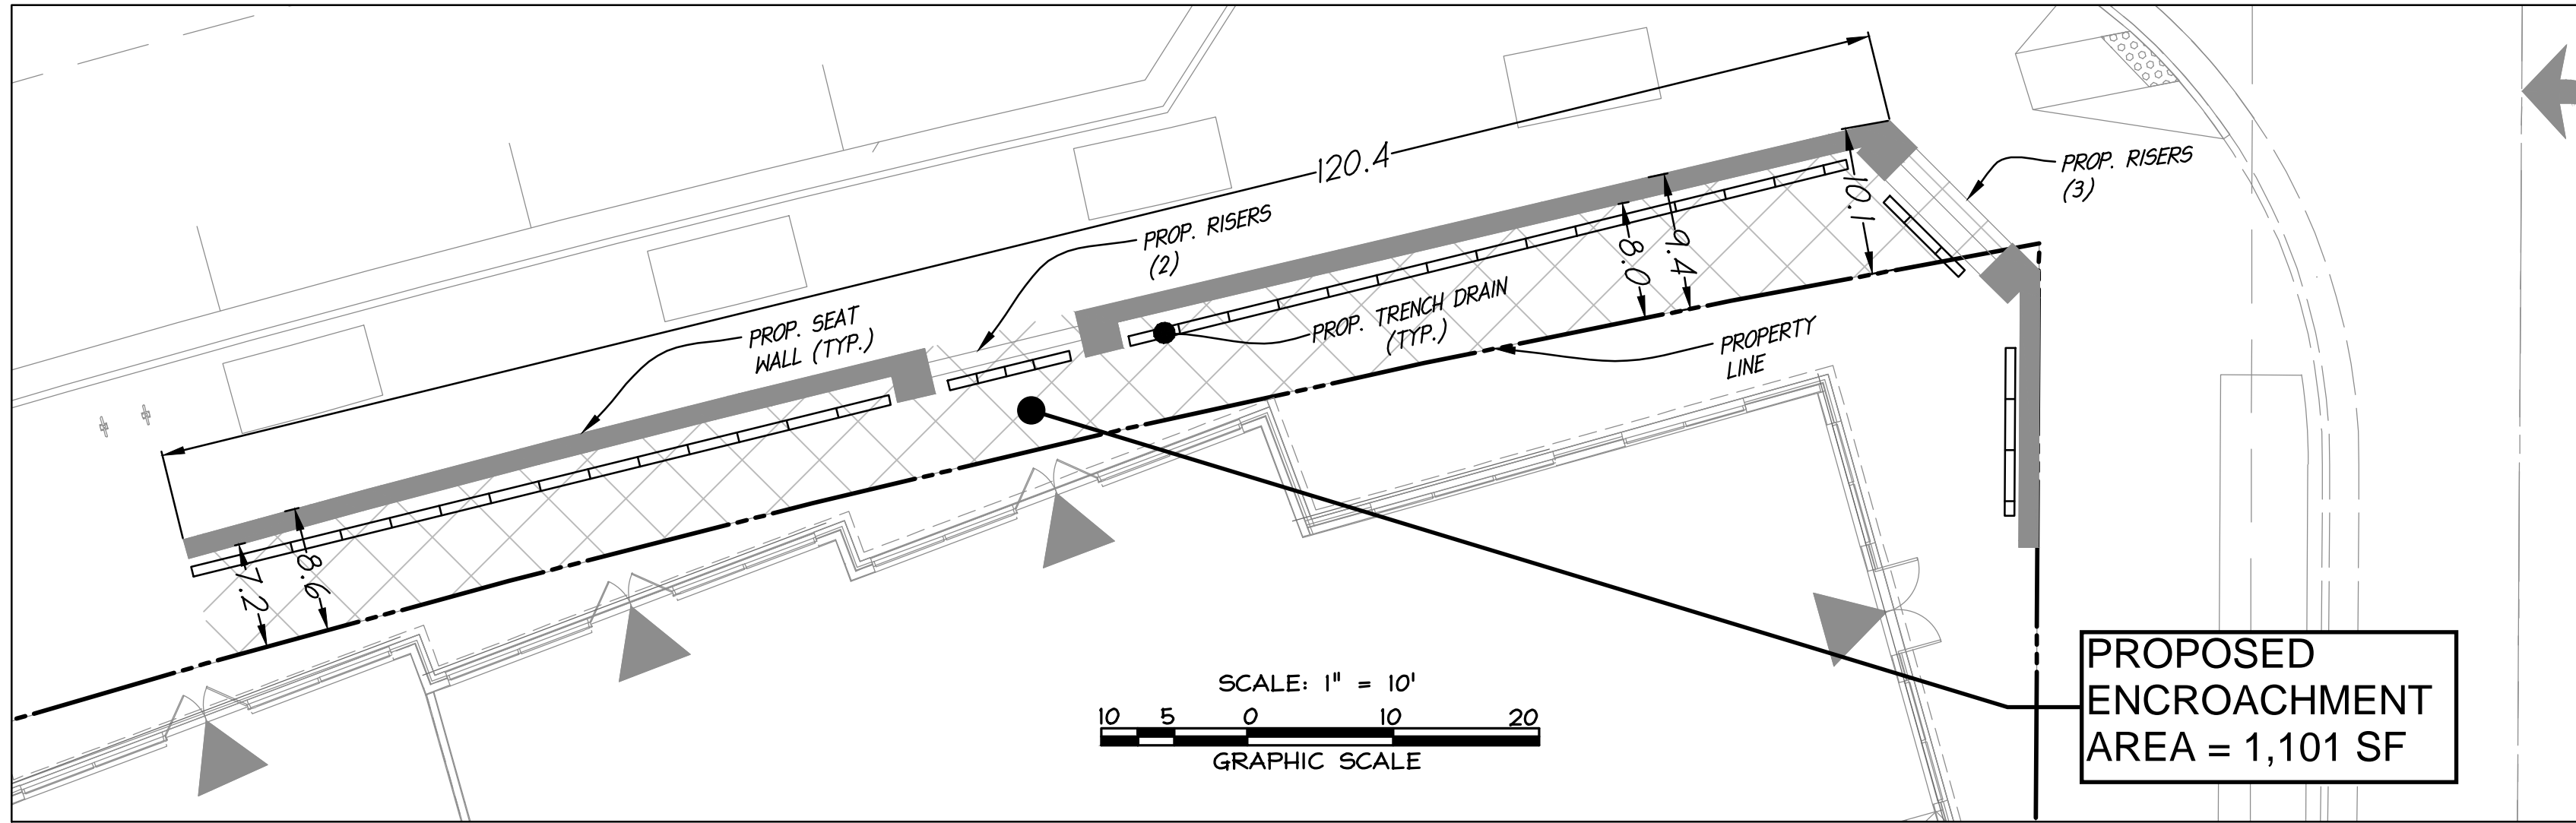 120.4
PROP. RISERS
(3)
PROP. RISERS
(2)
10.1
9.4
8.0
PROP. TRENCH DRAIN
(TYP.)
PROP. SEAT
WALL (TYP.)
PROPERTY
LINE
8.6
7.2
SCALE: 1" = 10'
10 5 0 10 20
GRAPHIC SCALE
PROPOSED
ENCROACHMENT
AREA = 1,101 SF